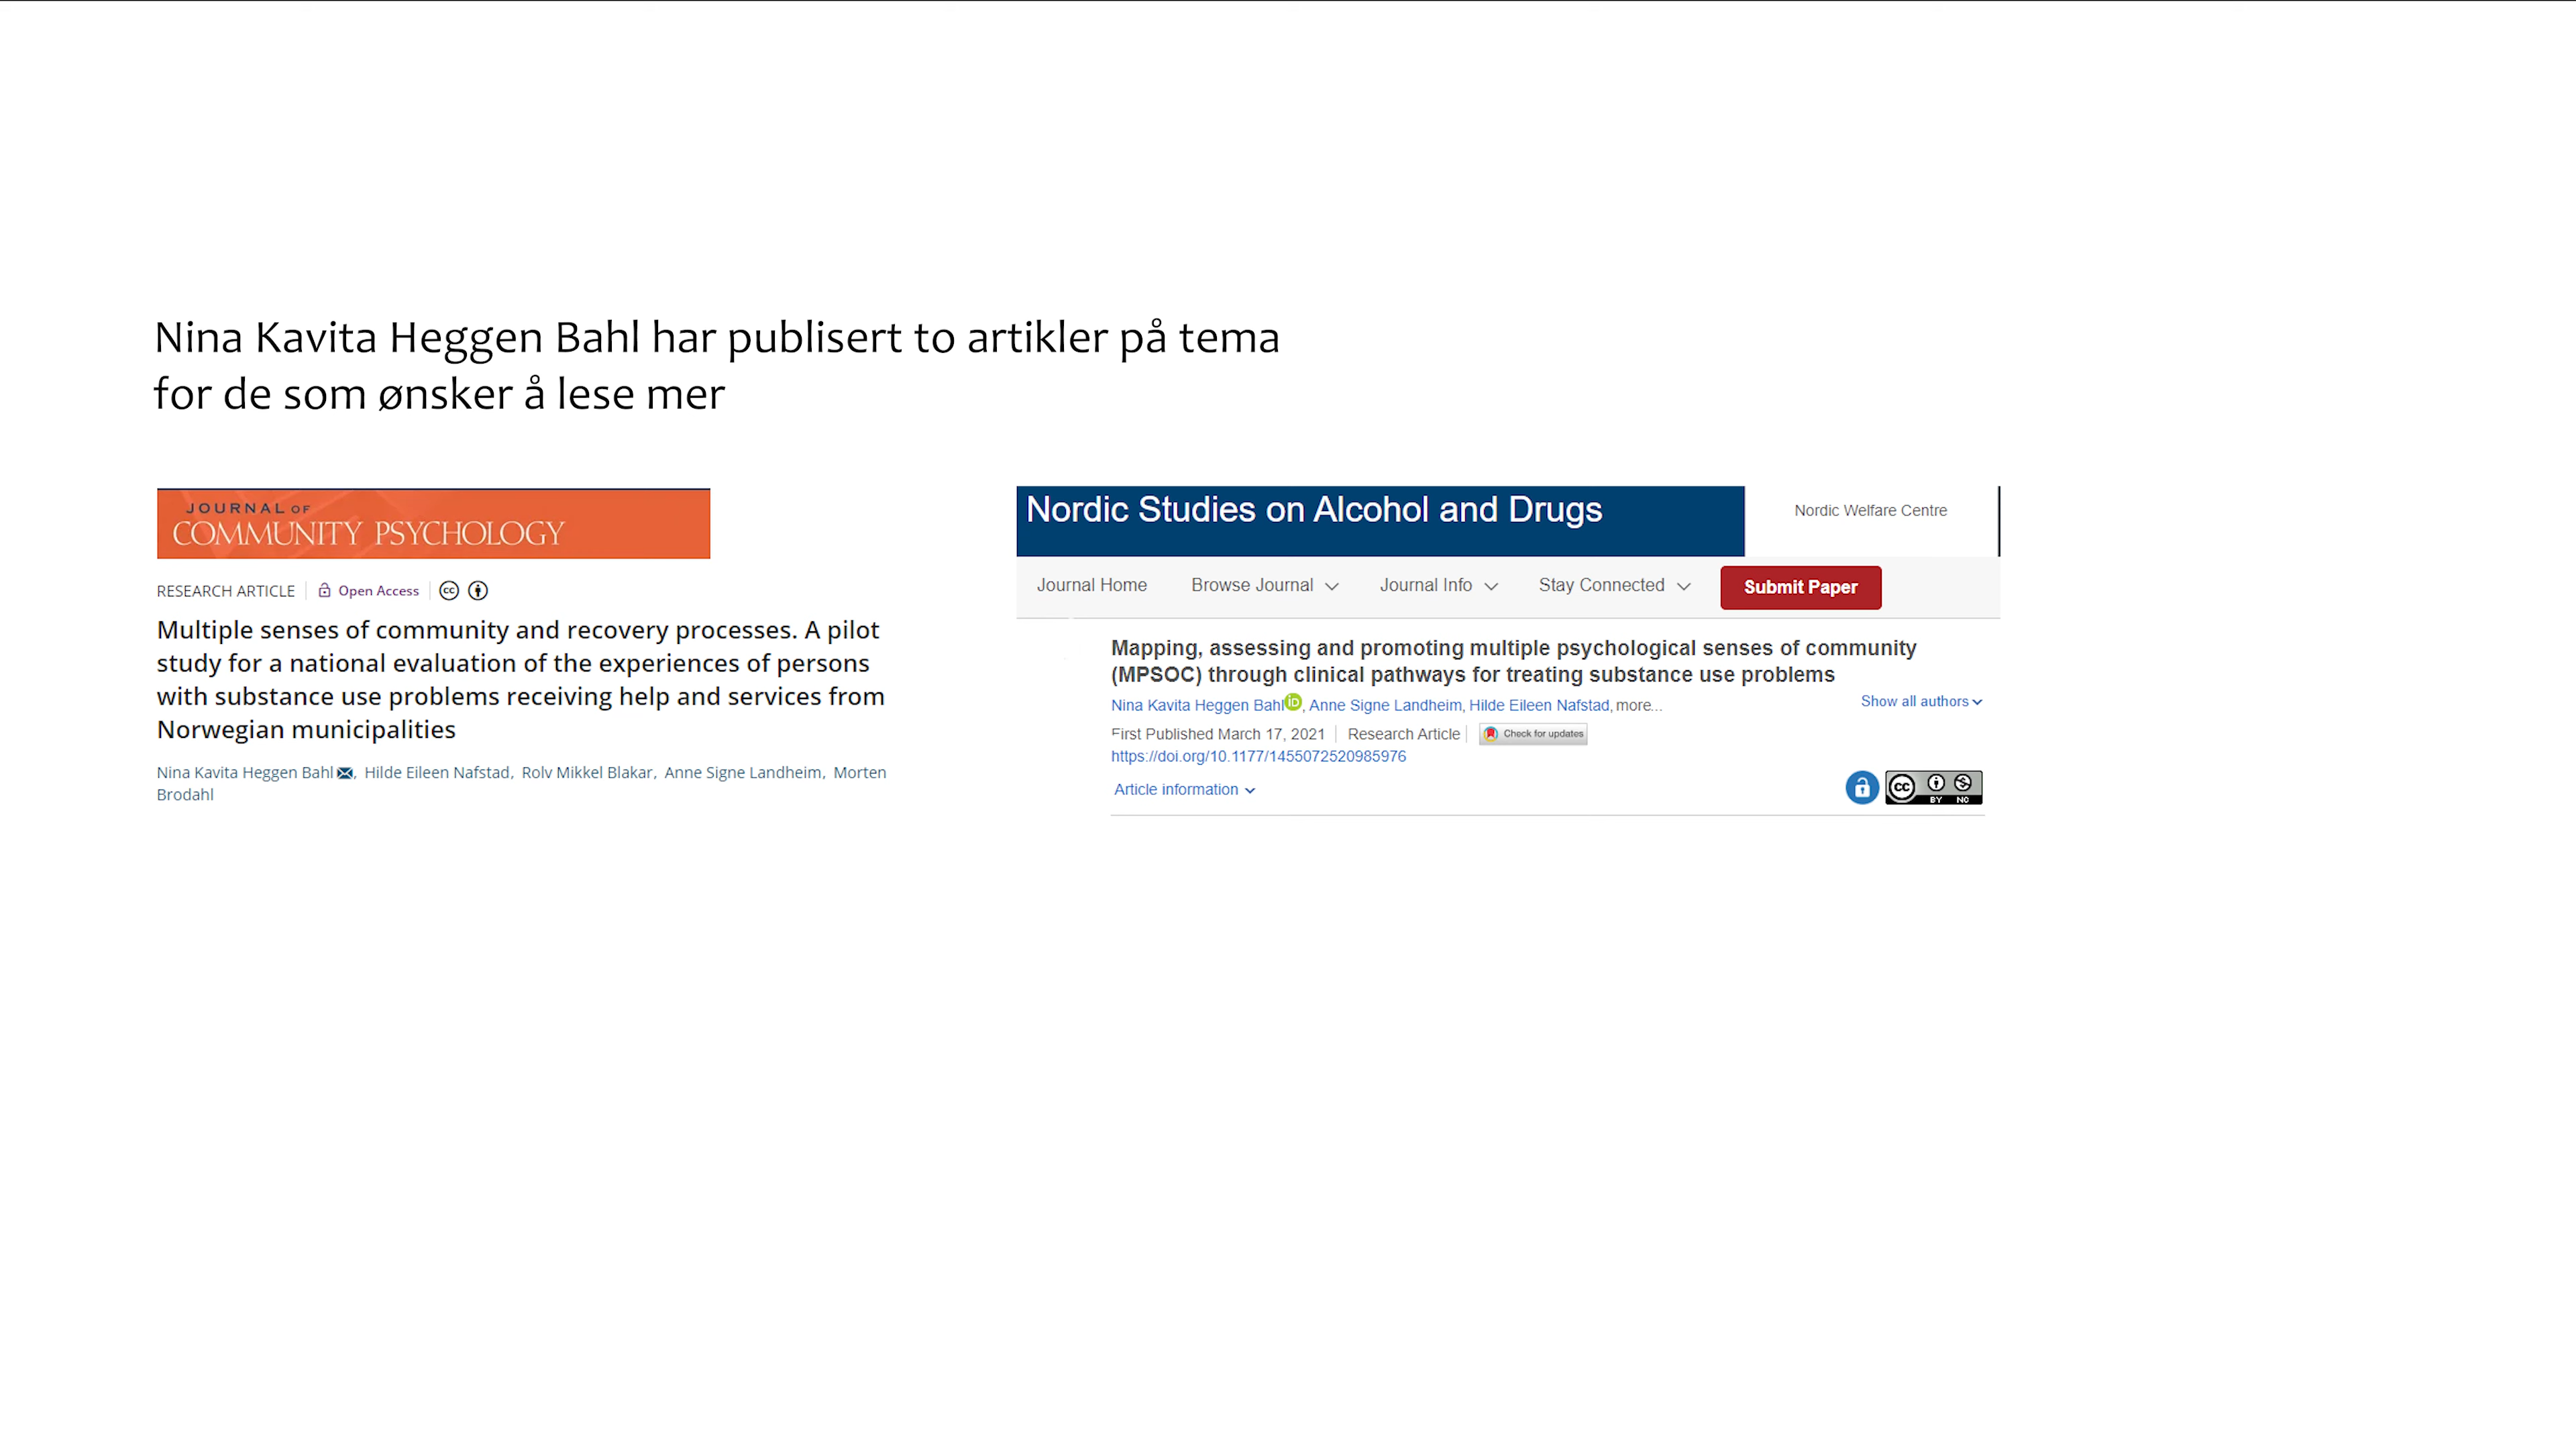 Nina Kavita Heggen Bahl har publisert to artikler på tema
for de som ønsker å lese mer
JOURNAL OF
COMMUNITY PSYCHOLOGY
RESEARCH ARTICLE Open Access
Multiple senses of community and recovery processes. A pilot
study for a national evaluation of the experiences of persons
with substance use problems receiving help and services from
Norwegian municipalities
Nina Kavita Heggen Bahl, Hilde Eileen Nafstad, Rolv Mikkel Blakar, Anne Signe Landheim, Morten
Brodahl
Nordic Studies on Alcohol and Drugs
Nordic Welfare Centre
Journal Home Browse Journal Journal Info Stay Connected Submit Paper
Mapping, assessing and promoting multiple psychological senses of community
(MPSOC) through clinical pathways for treating substance use problems
Nina Kavita Heggen Bahl iD, Anne Signe Landheim, Hilde Eileen Nafstad, more...
Show all authors
First Published March 17, 2021 Research Article Check for updates
https://doi.org/10.1177/1455072520985976
Article information
cc BY NC